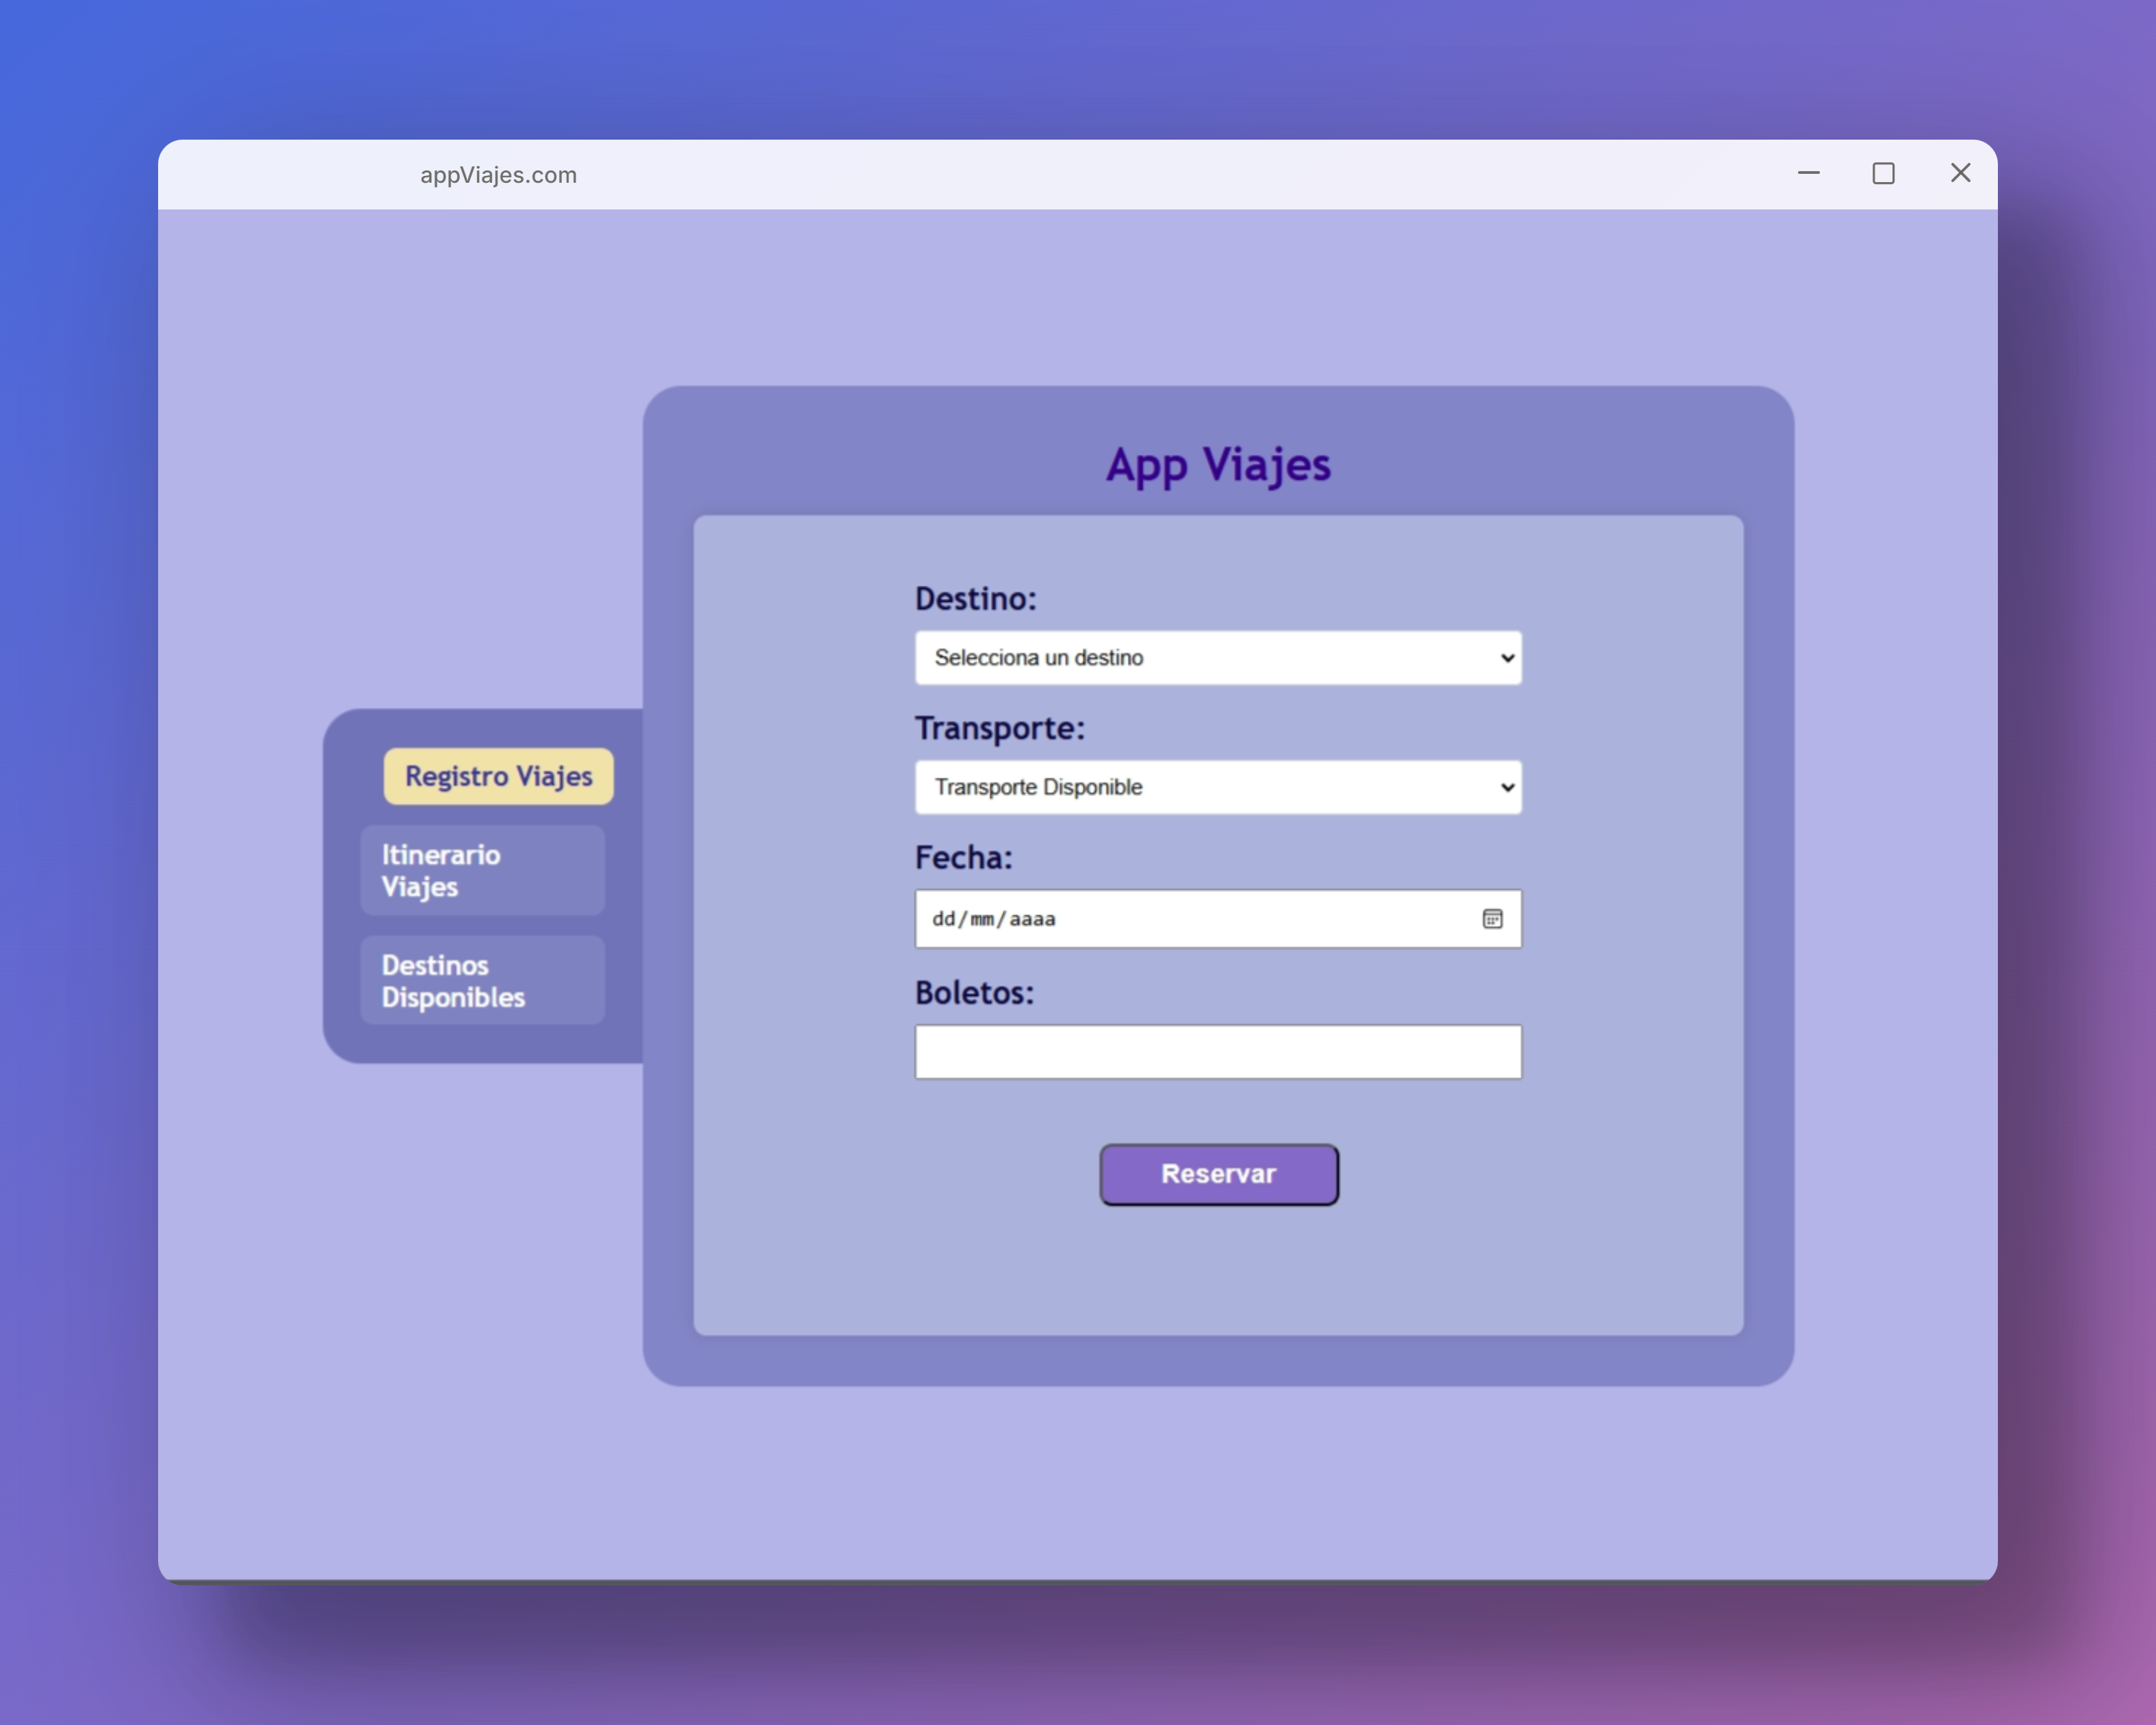 appViajes.com
App Viajes
Registro Viajes
Itinerario
Viajes
Destinos
Disponibles
Destino:
Selecciona un destino
Transporte:
Transporte Disponible
Fecha:
dd/mm/aaaa
Boletos:
Reservar